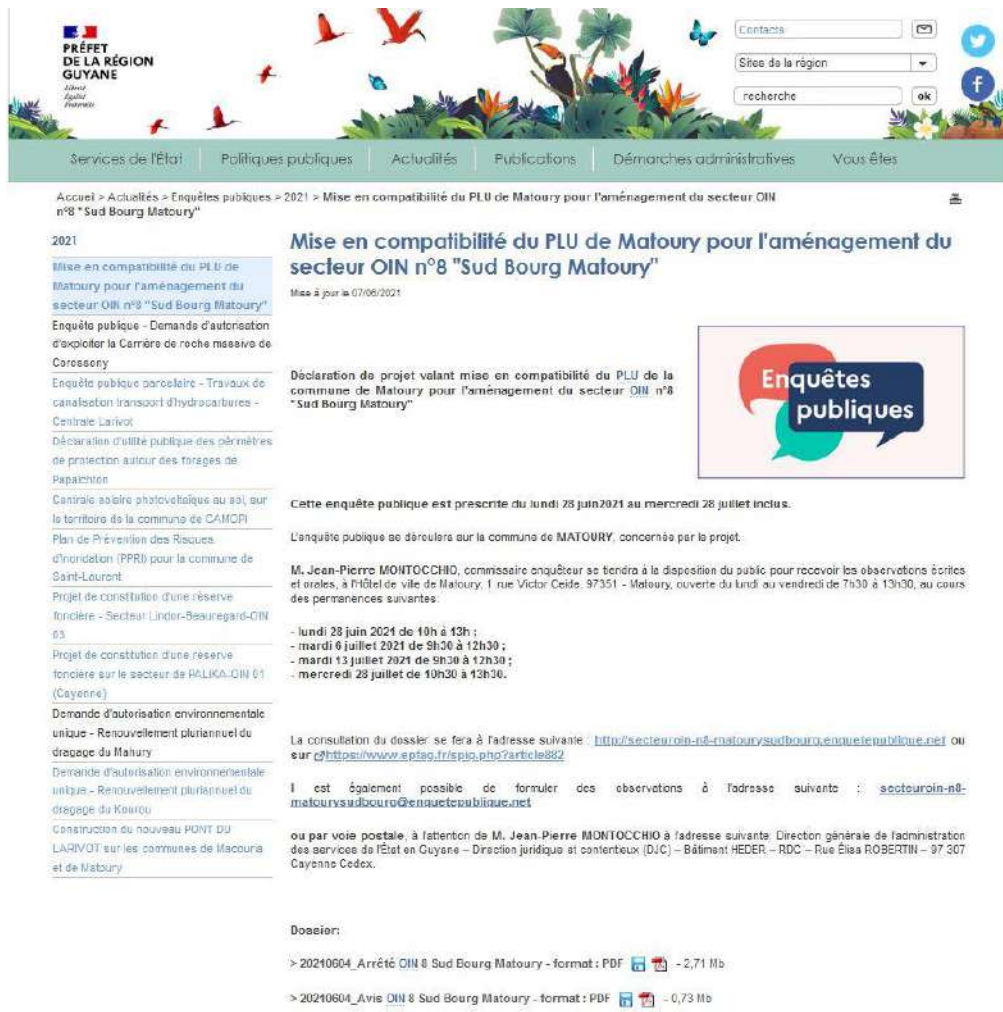 PRÉFET
DE LA RÉGION
GUYANE
Liberté
Égalité
Fraternité
Contacts
Sites de la région
recherche
ok
Services de l'État
Politiques publiques
Actualités
Publications
Démarches administratives
Vous êtes
Accueil > Actualités > Enquêtes publiques > 2021 > Mise en compatibilité du PLU de Matoury pour l'aménagement du secteur OIN
n°8 "Sud Bourg Matoury"
2021
Mise en compatibilité du PLU de
Matoury pour l'aménagement du
secteur OIN n°8 "Sud Bourg Matoury"
Enquête publique - Demande d'autorisation
d'exploiter la Carrière de roche massive de
Corossony
Enquête publique parcellaire - Travaux de
canalisation transport d'hydrocarbures -
Centrale Larivot
Déclaration d'utilité publique des périmètres
de protection autour des forages de
Papaichton
Centrale solaire photovoltaïque au sol, sur
le territoire de la commune de CAMOPI
Plan de Prévention des Risques
d'Inondation (PPRI) pour la commune de
Saint-Laurent
Projet de constitution d'une réserve
foncière - Secteur Lindor-Beauregard-OIN
03
Projet de constitution d'une réserve
foncière sur le secteur de PALIKA-OIN 01
(Cayenne)
Demande d'autorisation environnementale
unique - Renouvellement pluriannuel du
dragage du Mahury
Demande d'autorisation environnementale
unique - Renouvellement pluriannuel du
dragage du Kourou
Construction du nouveau PONT DU
LARIVOT sur les communes de Macouria
et de Matoury
Mise en compatibilité du PLU de Matoury pour l'aménagement du
secteur OIN n°8 "Sud Bourg Matoury"
Mise à jour le 07/06/2021
Déclaration de projet valant mise en compatibilité du PLU de la
commune de Matoury pour l'aménagement du secteur OIN n°8
"Sud Bourg Matoury"
Enquêtes
publiques
Cette enquête publique est prescrite du lundi 28 juin2021 au mercredi 28 juillet inclus.
L'enquête publique se déroulera sur la commune de MATOURY, concernée par le projet.
M. Jean-Pierre MONTOCCHIO, commissaire enquêteur se tiendra à la disposition du public pour recevoir les observations écrites
et orales, à l'Hôtel de ville de Matoury, 1 rue Victor Ceide, 97351 - Matoury, ouverte du lundi au vendredi de 7h30 à 13h30, au cours
des permanences suivantes:
- lundi 28 juin 2021 de 10h à 13h ;
- mardi 6 juillet 2021 de 9h30 à 12h30 ;
- mardi 13 juillet 2021 de 9h30 à 12h30 ;
- mercredi 28 juillet de 10h30 à 13h30.
La consultation du dossier se fera à l'adresse suivante : http://secteuroin-n8-matourysudbourg.enquetepublique.net ou
sur https://www.epfag.fr/spip.php?article882
Il est également possible de formuler des observations à l'adresse suivante : secteuroin-n8-
matourysudbourg@enquetepublique.net
ou par voie postale, à l'attention de M. Jean-Pierre MONTOCCHIO à l'adresse suivante: Direction générale de l'administration
des services de l'État en Guyane – Direction juridique et contentieux (DJC) – Bâtiment HEDER – RDC – Rue Élisa ROBERTIN – 97 307
Cayenne Cedex.
Dossier:
> 20210604_Arrêté OIN 8 Sud Bourg Matoury - format : PDF - 2,71 Mb
> 20210604_Avis OIN 8 Sud Bourg Matoury - format : PDF - 0,73 Mb